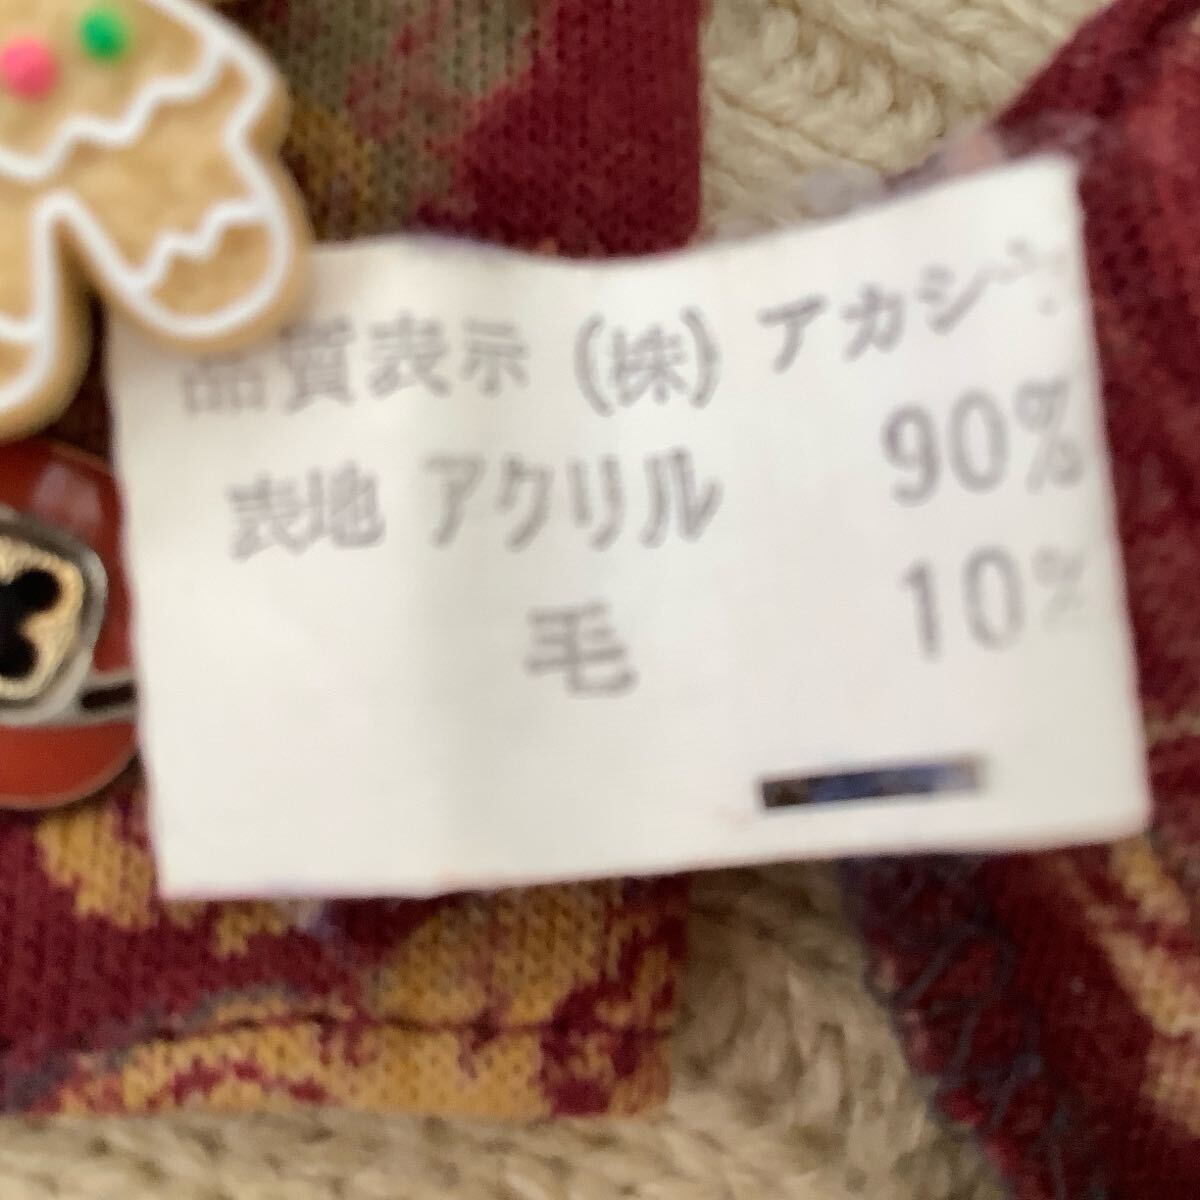 品質表示 (株) アカシ
表地 アクリル 90%
毛 10%